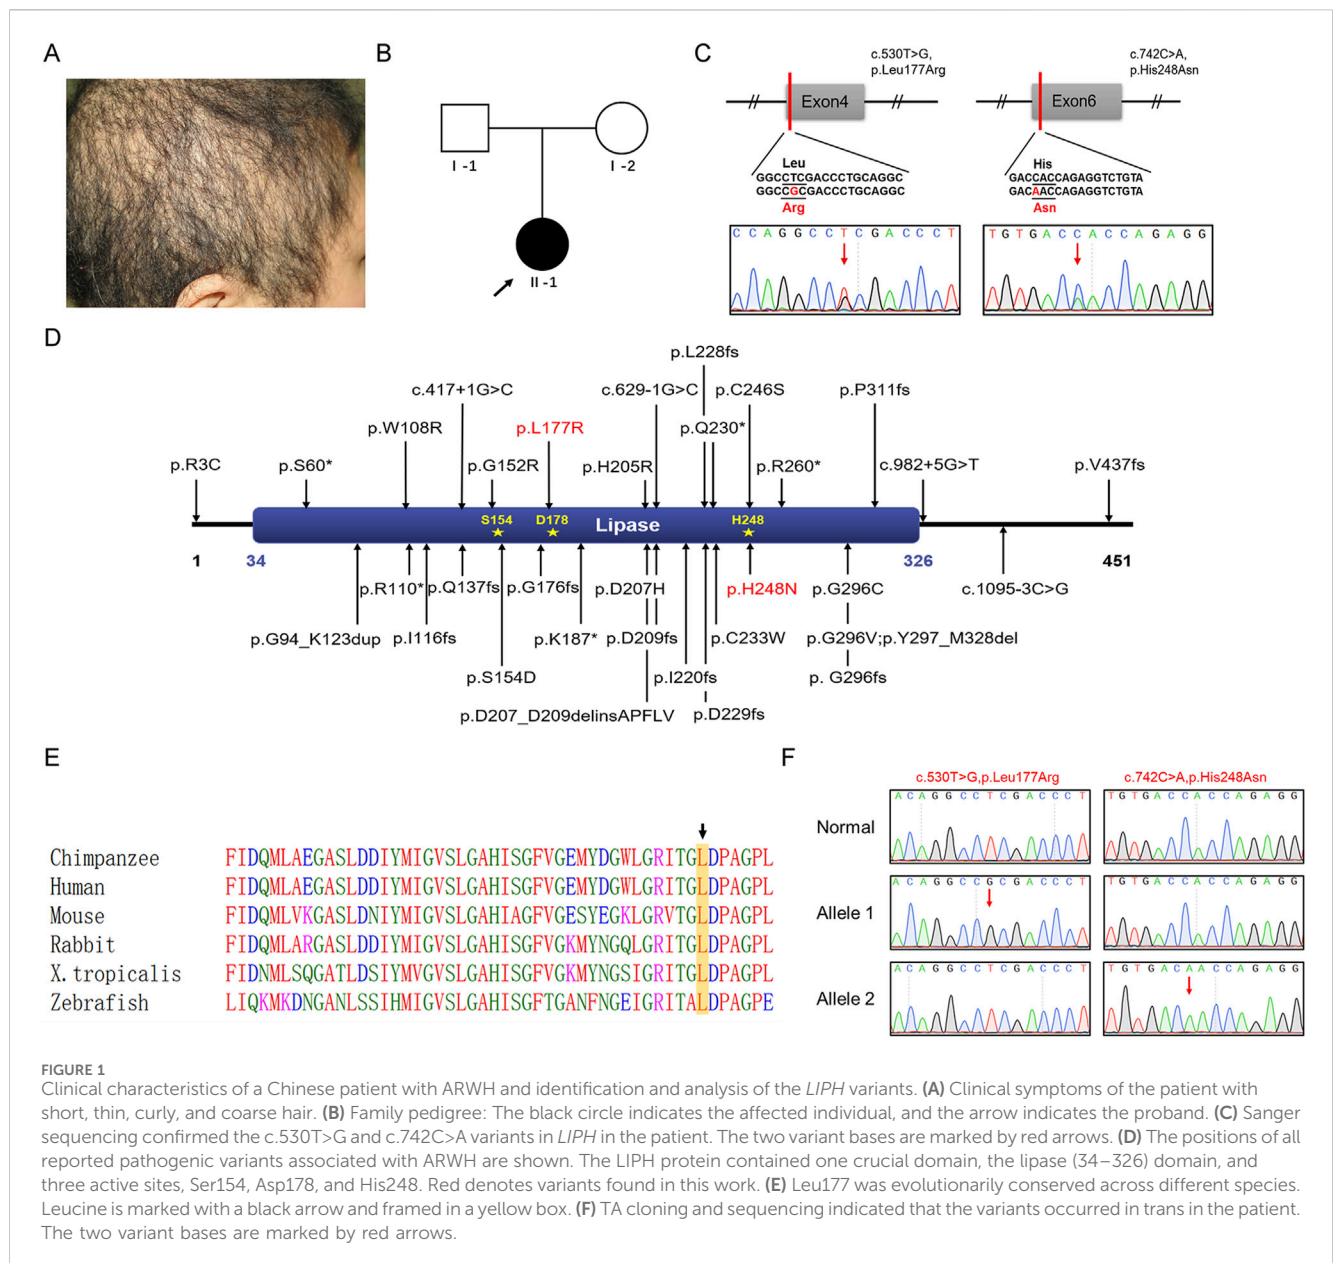 A
B
I-1
I-2
II-1
C
c.530T>G,
p.Leu177Arg
Exon4
Leu
GGCCTCGACCCTGCAGGC
GGCCGCGACCCTGCAGGC
Arg
CCAGGCCTCGACCCT
c.742C>A,
p.His248Asn
Exon6
His
GACCACCAGAGGTCTGTA
GACAACCAGAGGTCTGTA
Asn
TGTGACCACCAGAGG
D
p.L228fs
c.417+1G>C
c.629-1G>C
p.C246S
p.P311fs
p.W108R
p.L177R
p.Q230*
p.R3C
p.S60*
p.G152R
p.H205R
p.R260*
c.982+5G>T
p.V437fs
S154
D178
Lipase
H248
1
34
326
451
p.R110*
p.Q137fs
p.G176fs
p.D207H
p.H248N
p.G296C
c.1095-3C>G
p.G94_K123dup
p.I116fs
p.K187*
p.D209fs
p.C233W
p.G296V;p.Y297_M328del
p.S154D
p.I220fs
p. G296fs
p.D207_D209delinsAPFLV
p.D229fs
E
Chimpanzee FIDQMLAEGASLDDIYMIGVSLGAHISGFVGEMYDGWLGRITGLDPAGPL
Human FIDQMLAEGASLDDIYMIGVSLGAHISGFVGEMYDGWLGRITGLDPAGPL
Mouse FIDQMLVKGASLDNIYMIGVSLGAHIAGFVGESYEGKLGRVTGLDPAGPL
Rabbit FIDQMLARGASLDDIYMIGVSLGAHISGFVGKMYNGQLGRITGLDPAGPL
X. tropicalis FIDNMLSQGATLDSIYMVGVSLGAHISGFVGKMYNGSIGRITGLDPAGPL
Zebrafish LIQKMKDNGANLSSIHMIGVSLGAHISGFTGANFNGEIGRITALDPAGPE
F
c.530T>G,p.Leu177Arg
c.742C>A,p.His248Asn
Normal
ACAGGCCTCGACCCT
TGTGACCACCAGAGG
Allele 1
ACAGGCCGCGACCCT
TGTGACCACCAGAGG
Allele 2
ACAGGCCTCGACCCT
TGTGACAACCAGAGG
FIGURE 1
Clinical characteristics of a Chinese patient with ARWH and identification and analysis of the LIPH variants. (A) Clinical symptoms of the patient with
short, thin, curly, and coarse hair. (B) Family pedigree: The black circle indicates the affected individual, and the arrow indicates the proband. (C) Sanger
sequencing confirmed the c.530T>G and c.742C>A variants in LIPH in the patient. The two variant bases are marked by red arrows. (D) The positions of all
reported pathogenic variants associated with ARWH are shown. The LIPH protein contained one crucial domain, the lipase (34–326) domain, and
three active sites, Ser154, Asp178, and His248. Red denotes variants found in this work. (E) Leu177 was evolutionarily conserved across different species.
Leucine is marked with a black arrow and framed in a yellow box. (F) TA cloning and sequencing indicated that the variants occurred in trans in the patient.
The two variant bases are marked by red arrows.